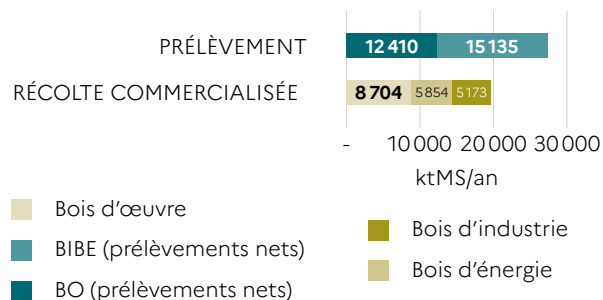 PRÉLÈVEMENT 12 410 15 135
RÉCOLTE COMMERCIALISÉE 8 704 5 854 5 173
- 10 000 20 000 30 000
ktMS/an
Bois d'œuvre
BIBE (prélèvements nets)
BO (prélèvements nets)
Bois d'industrie
Bois d'énergie